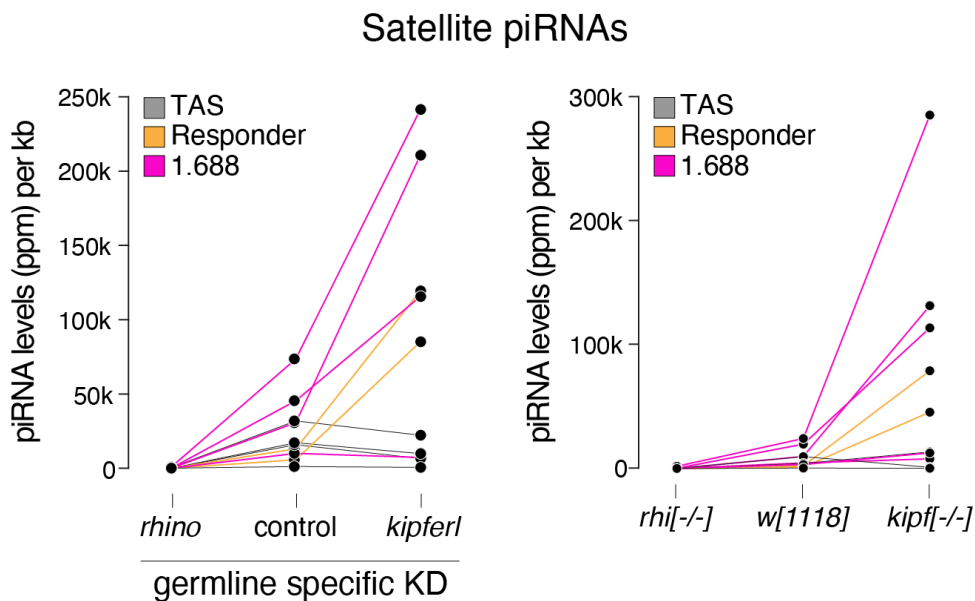 Satellite piRNAs
piRNA levels (ppm) per kb
250k
200k
150k
100k
50k
0
TAS
Responder
1.688
rhino
control
kipferl
germline specific KD
piRNA levels (ppm) per kb
300k
200k
100k
0
TAS
Responder
1.688
rhi[-/-]
w[1118]
kipf[-/-]